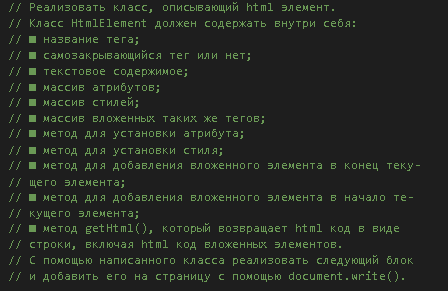 // Реализовать класс, описывающий html элемент.
// Класс HtmlElement должен содержать внутри себя:
// ■ название тега;
// ■ самозакрывающийся тег или нет;
// ■ текстовое содержимое;
// ■ массив атрибутов;
// ■ массив стилей;
// ■ массив вложенных таких же тегов;
// ■ метод для установки атрибута;
// ■ метод для установки стиля;
// ■ метод для добавления вложенного элемента в конец теку-
// щего элемента;
// ■ метод для добавления вложенного элемента в начало те-
// кущего элемента;
// ■ метод getHtml(), который возвращает html код в виде
// строки, включая html код вложенных элементов.
// С помощью написанного класса реализовать следующий блок
// и добавить его на страницу с помощью document.write().